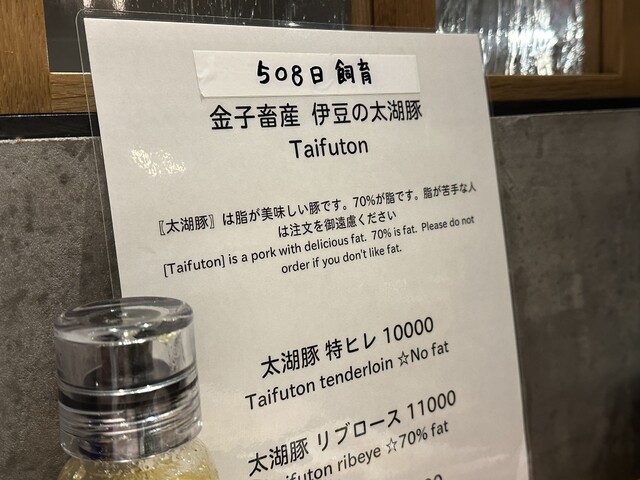 508日 飼育
金子畜産 伊豆の太湖豚
Taifuton
〖太湖豚〗は脂が美味しい豚です。70%が脂です。脂が苦手な人
は注文を御遠慮ください
[Taifuton] is a pork with delicious fat. 70% is fat. Please do not
order if you don't like fat.
太湖豚 特ヒレ 10000
Taifuton tenderloin ☆No fat
太湖豚 リブロース 11000
ifuton ribeye ☆70% fat